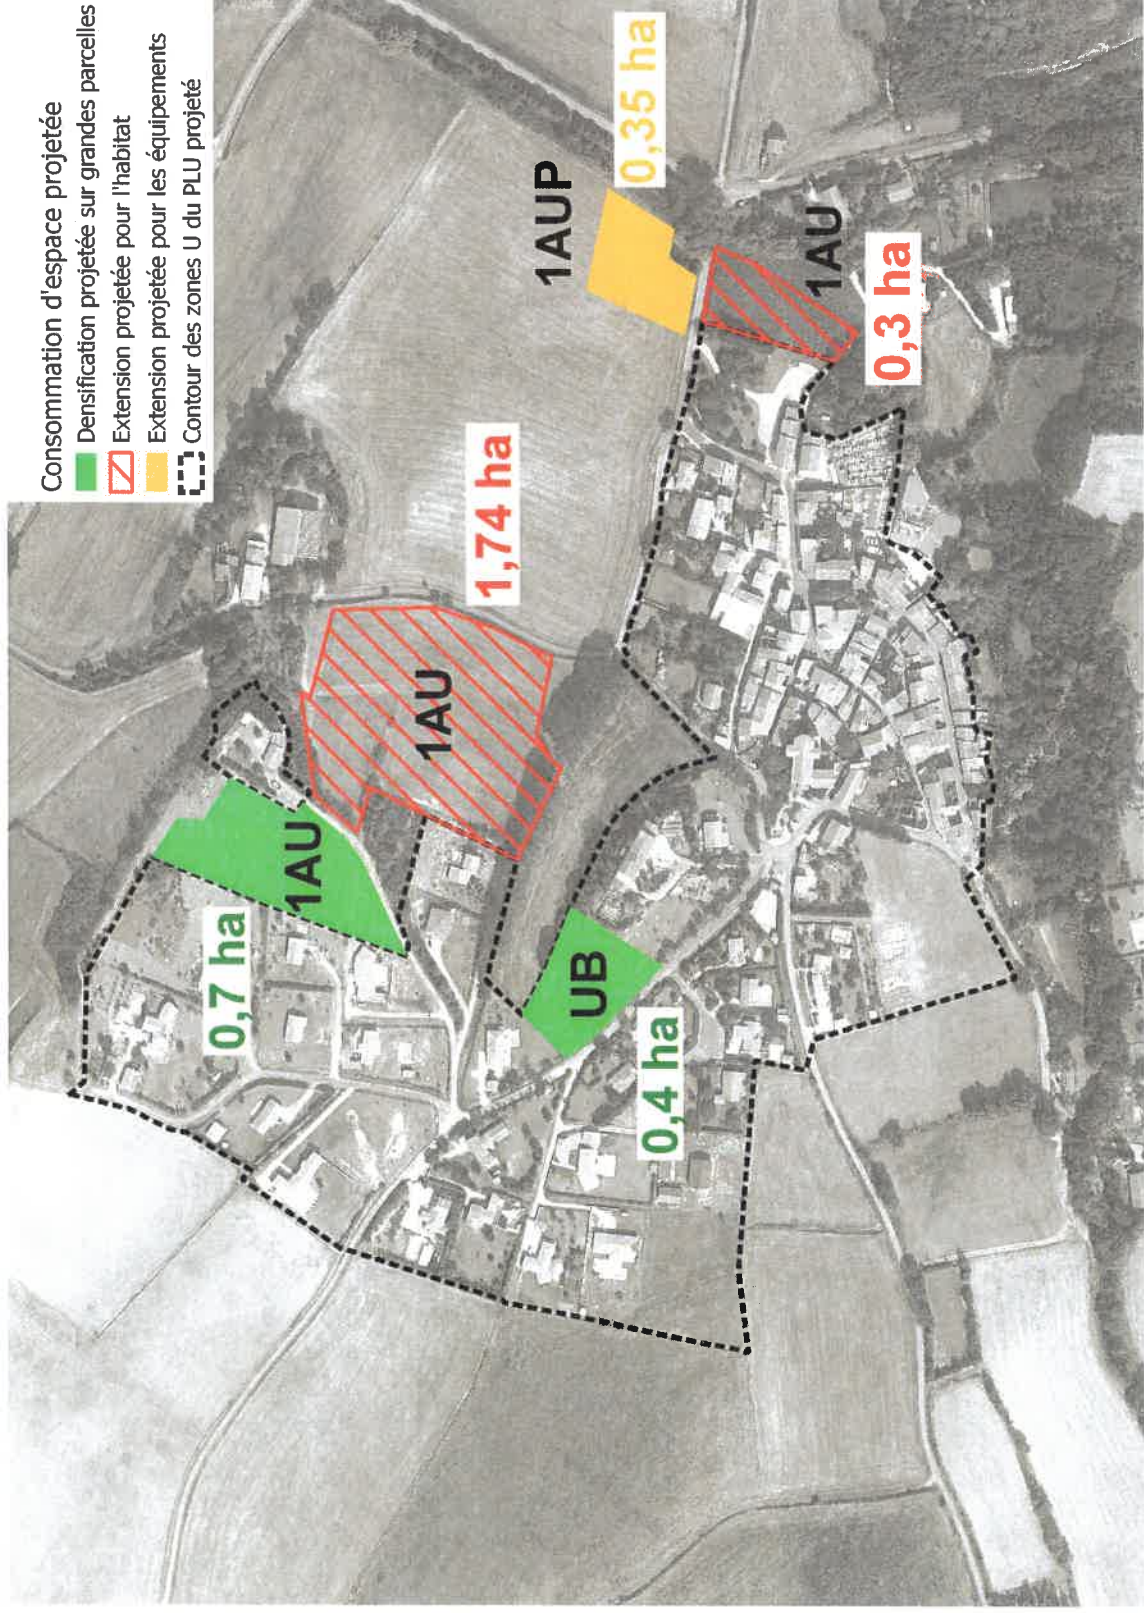 Consommation d'espace projetée
Densification projetée sur grandes parcelles
Extension projetée pour l'habitat
Extension projetée pour les équipements
Contour des zones U du PLU projeté
0,7 ha
1AU
1AU
1,74 ha
1AUP
0,35 ha
UB
0,4 ha
1AU
0,3 ha